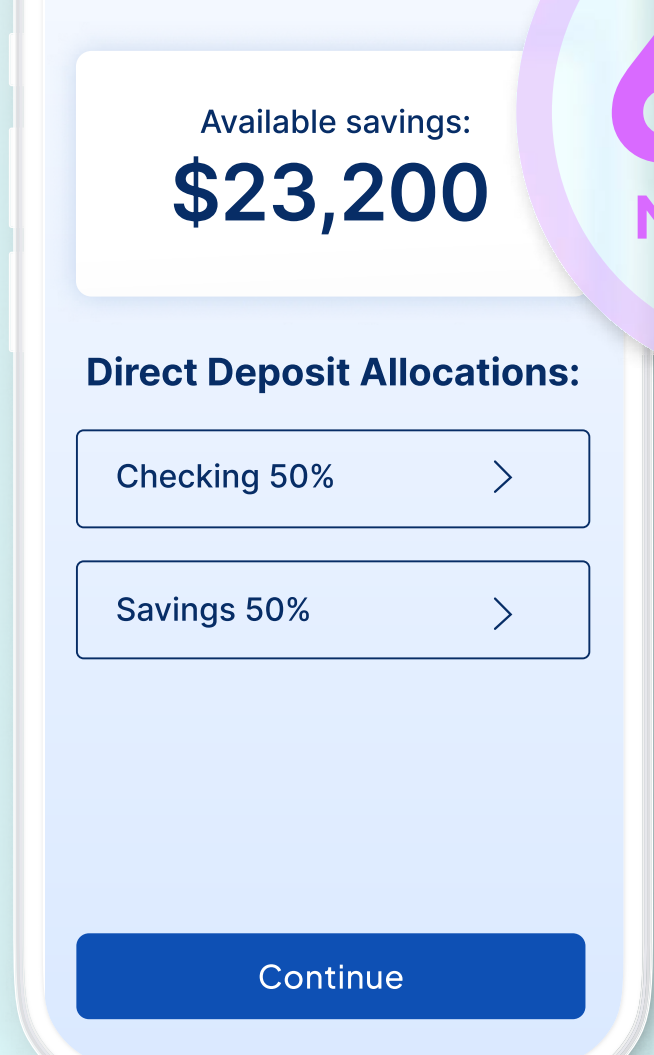 Available savings:
$23,200
Direct Deposit Allocations:
Checking 50%
Savings 50%
Continue